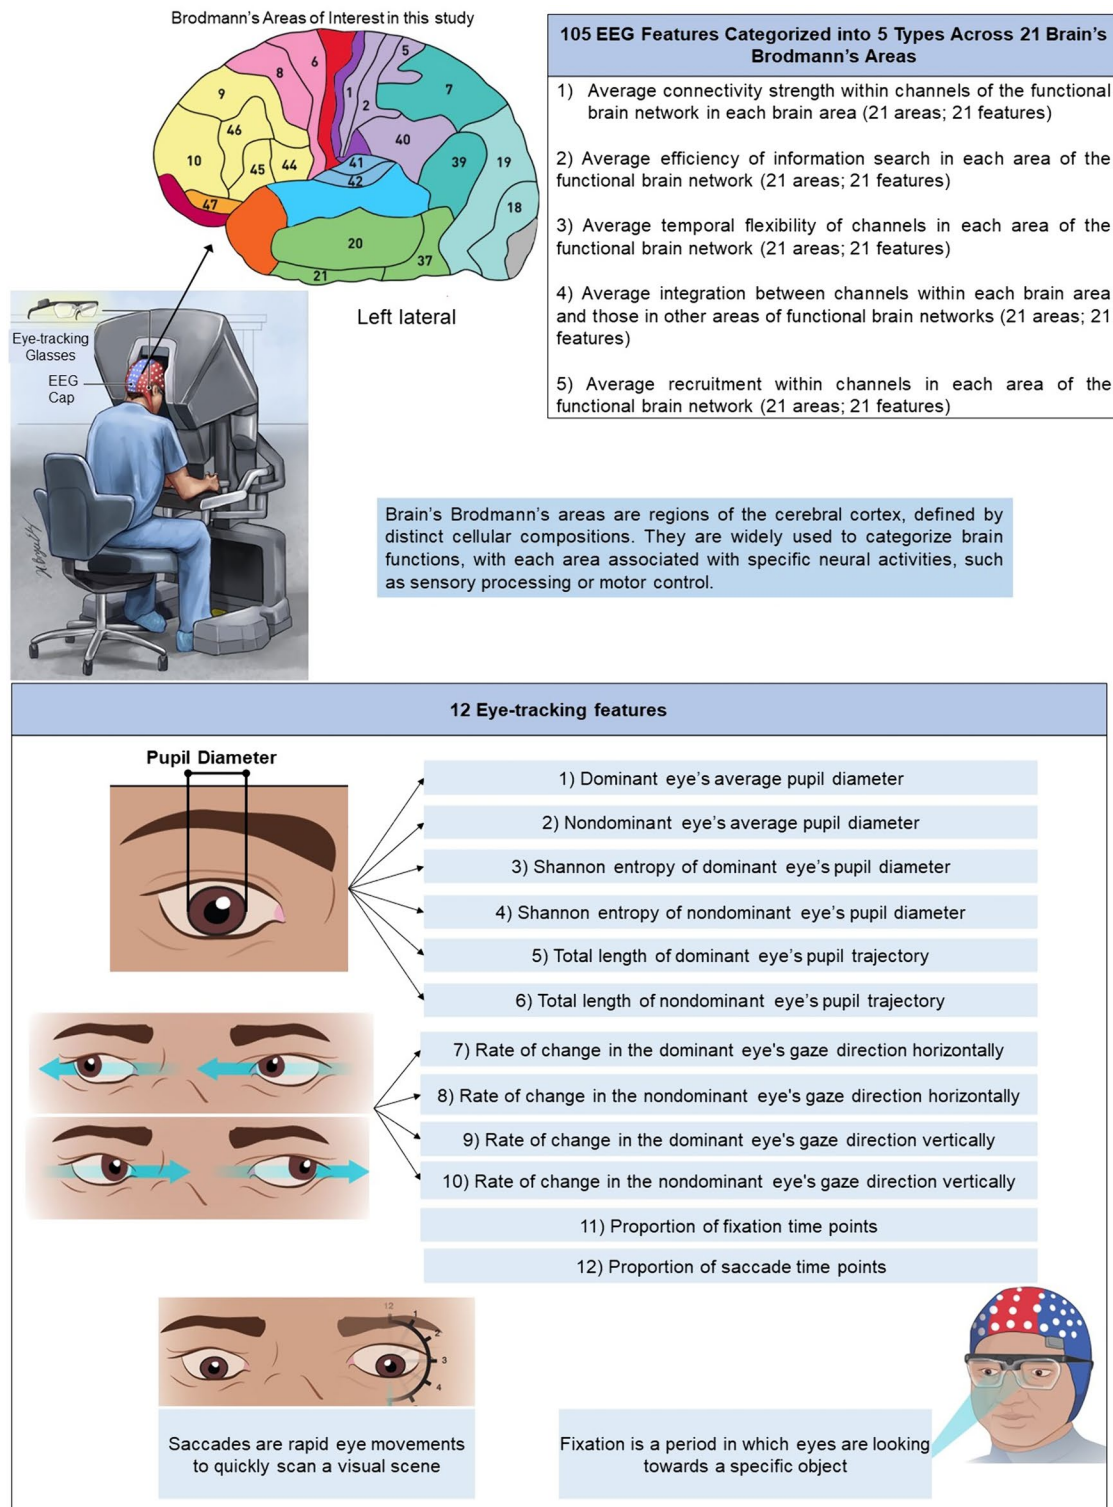 Brodmann's Areas of Interest in this study
6
5
8
1
7
9
2
46
40
10
45
44
41
39
19
42
47
18
20
37
21
Left lateral
Eye-tracking
Glasses
EEG
Cap
105 EEG Features Categorized into 5 Types Across 21 Brain's
Brodmann's Areas
1) Average connectivity strength within channels of the functional
brain network in each brain area (21 areas; 21 features)
2) Average efficiency of information search in each area of the
functional brain network (21 areas; 21 features)
3) Average temporal flexibility of channels in each area of the
functional brain network (21 areas; 21 features)
4) Average integration between channels within each brain area
and those in other areas of functional brain networks (21 areas; 21
features)
5) Average recruitment within channels in each area of the
functional brain network (21 areas; 21 features)
Brain's Brodmann's areas are regions of the cerebral cortex, defined by
distinct cellular compositions. They are widely used to categorize brain
functions, with each area associated with specific neural activities, such
as sensory processing or motor control.
12 Eye-tracking features
Pupil Diameter
1) Dominant eye's average pupil diameter
2) Nondominant eye's average pupil diameter
3) Shannon entropy of dominant eye's pupil diameter
4) Shannon entropy of nondominant eye's pupil diameter
5) Total length of dominant eye's pupil trajectory
6) Total length of nondominant eye's pupil trajectory
7) Rate of change in the dominant eye's gaze direction horizontally
8) Rate of change in the nondominant eye's gaze direction horizontally
9) Rate of change in the dominant eye's gaze direction vertically
10) Rate of change in the nondominant eye's gaze direction vertically
11) Proportion of fixation time points
12) Proportion of saccade time points
12
1
2
3
4
5
Saccades are rapid eye movements
to quickly scan a visual scene
Fixation is a period in which eyes are looking
towards a specific object